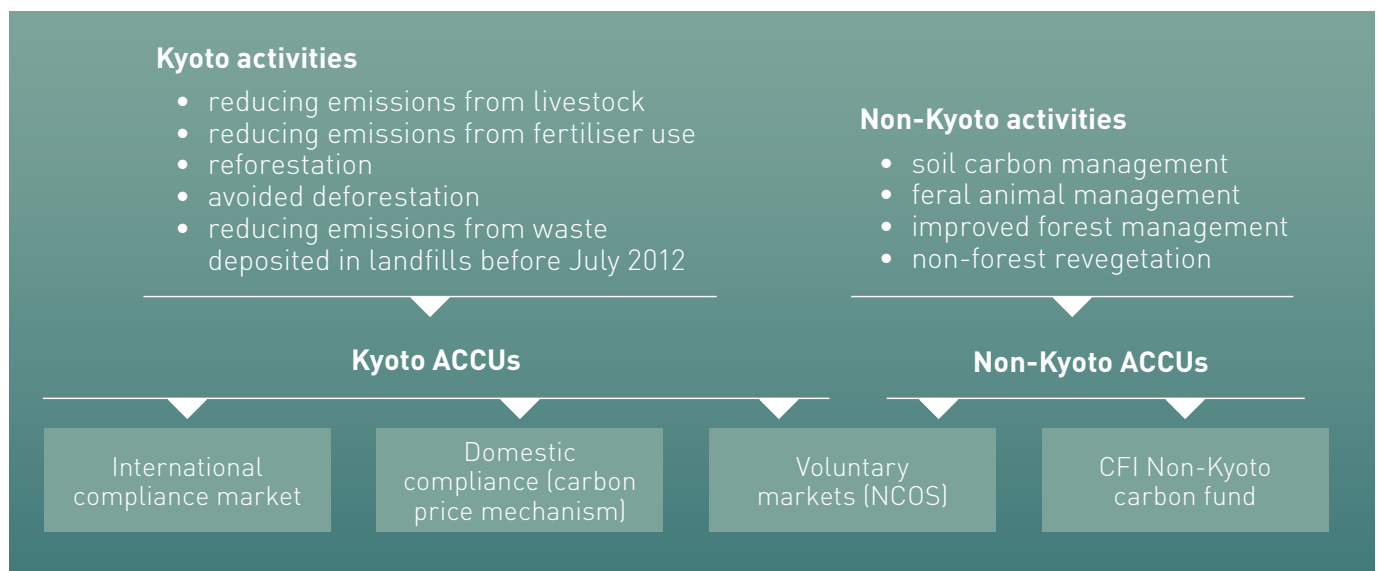 Kyoto activities
• reducing emissions from livestock
• reducing emissions from fertiliser use
• reforestation
• avoided deforestation
• reducing emissions from waste
deposited in landfills before July 2012
Non-Kyoto activities
• soil carbon management
• feral animal management
• improved forest management
• non-forest revegetation
Kyoto ACCUs
Non-Kyoto ACCUs
International
compliance market
Domestic
compliance (carbon
price mechanism)
Voluntary
markets (NCOS)
CFI Non-Kyoto
carbon fund